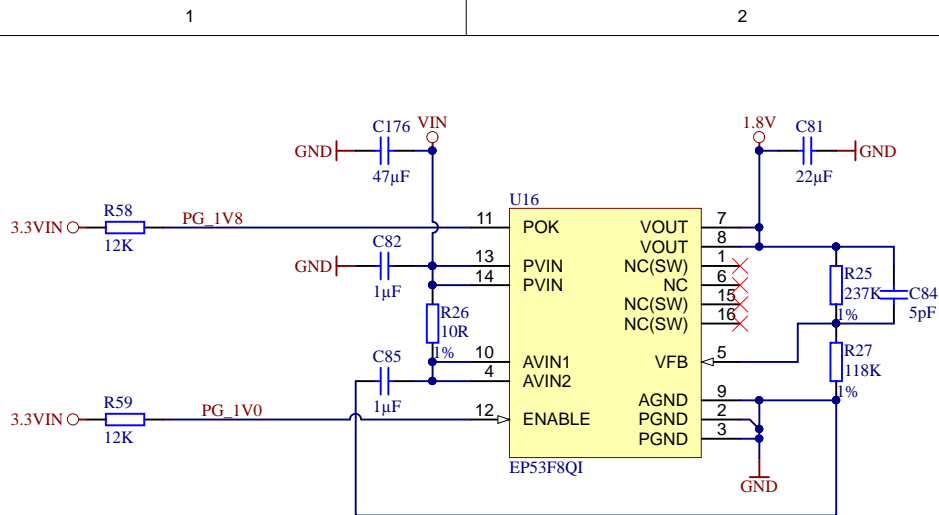 1 2
C176 VIN 1.8V C81
GND 47µF 22µF GND
U16
R58 PG_1V8 11 POK VOUT 7
3.3VIN 12K VOUT 8
C82 13 PVIN NC(SW) 1
GND 1µF 14 PVIN NC 6
NC(SW) 15
NC(SW) 16
R25
237K
1%
C84
5pF
R26
10R
1%
C85 10 AVIN1 VFB 5
1µF 4 AVIN2
R27
118K
1%
R59 PG_1V0 12 ENABLE AGND 9
3.3VIN 12K PGND 2
PGND 3
EP53F8QI
GND